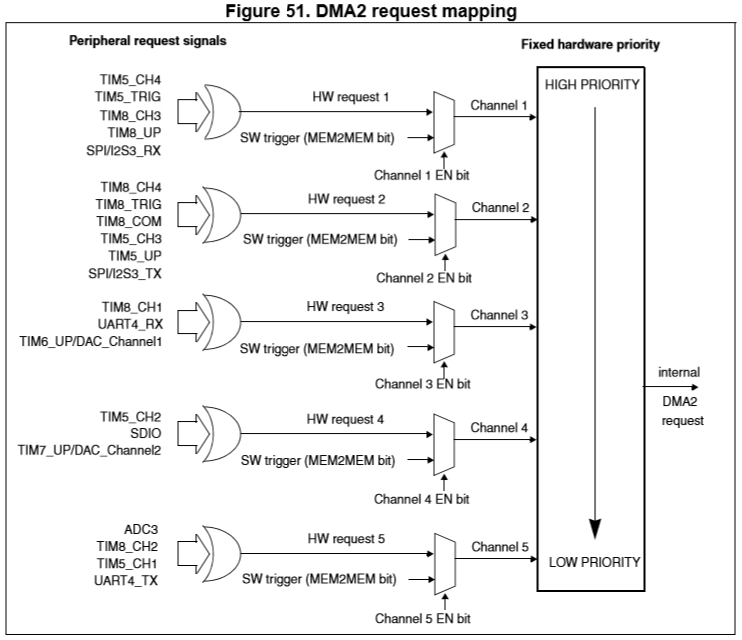 Figure 51. DMA2 request mapping
Peripheral request signals
Fixed hardware priority
TIM5_CH4
TIM5_TRIG
TIM8_CH3
TIM8_UP
SPI/I2S3_RX
HW request 1
SW trigger (MEM2MEM bit)
Channel 1
Channel 1 EN bit
HIGH PRIORITY
TIM8_CH4
TIM8_TRIG
TIM8_COM
TIM5_CH3
TIM5_UP
SPI/I2S3_TX
HW request 2
SW trigger (MEM2MEM bit)
Channel 2
Channel 2 EN bit
TIM8_CH1
UART4_RX
TIM6_UP/DAC_Channel1
HW request 3
SW trigger (MEM2MEM bit)
Channel 3
Channel 3 EN bit
internal
DMA2
request
TIM5_CH2
SDIO
TIM7_UP/DAC_Channel2
HW request 4
SW trigger (MEM2MEM bit)
Channel 4
Channel 4 EN bit
ADC3
TIM8_CH2
TIM5_CH1
UART4_TX
HW request 5
SW trigger (MEM2MEM bit)
Channel 5
Channel 5 EN bit
LOW PRIORITY